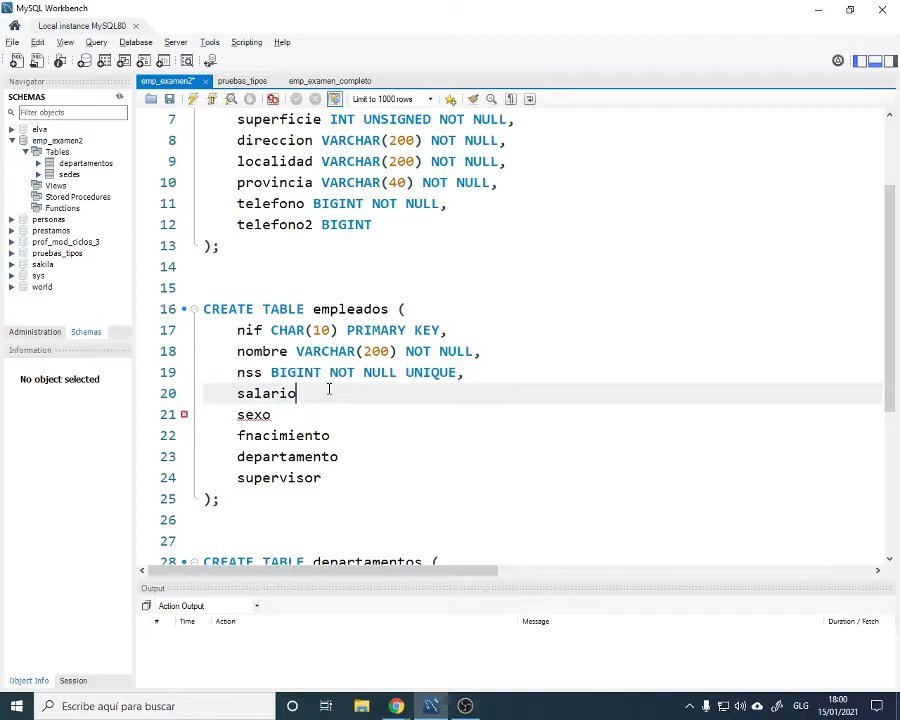 MySQL Workbench
Local instance MySQL80
File Edit View Query Database Server Tools Scripting Help
Navigator
SCHEMAS
Filter objects
elva
emp_examen2
Tables
departamentos
sedes
Views
Stored Procedures
Functions
personas
prestamos
prof_mod_ciclos_3
pruebas_tipos
sakila
sys
world
Administration Schemas
Information
No object selected
Object Info Session
emp_examen2* pruebas_tipos emp_examen_completo
Limit to 1000 rows
7 superficie INT UNSIGNED NOT NULL,
8 direccion VARCHAR(200) NOT NULL,
9 localidad VARCHAR(200) NOT NULL,
10 provincia VARCHAR(40) NOT NULL,
11 telefono BIGINT NOT NULL,
12 telefono2 BIGINT
13 );
14
15
16 CREATE TABLE empleados (
17 nif CHAR(10) PRIMARY KEY,
18 nombre VARCHAR(200) NOT NULL,
19 nss BIGINT NOT NULL UNIQUE,
20 salario
21 sexo
22 fnacimiento
23 departamento
24 supervisor
25 );
26
27
28 CREATE TABLE departamentos (
Output
Action Output
# Time Action Message Duration / Fetch
Escribe aquí para buscar
GLG
18:00
15/01/2021